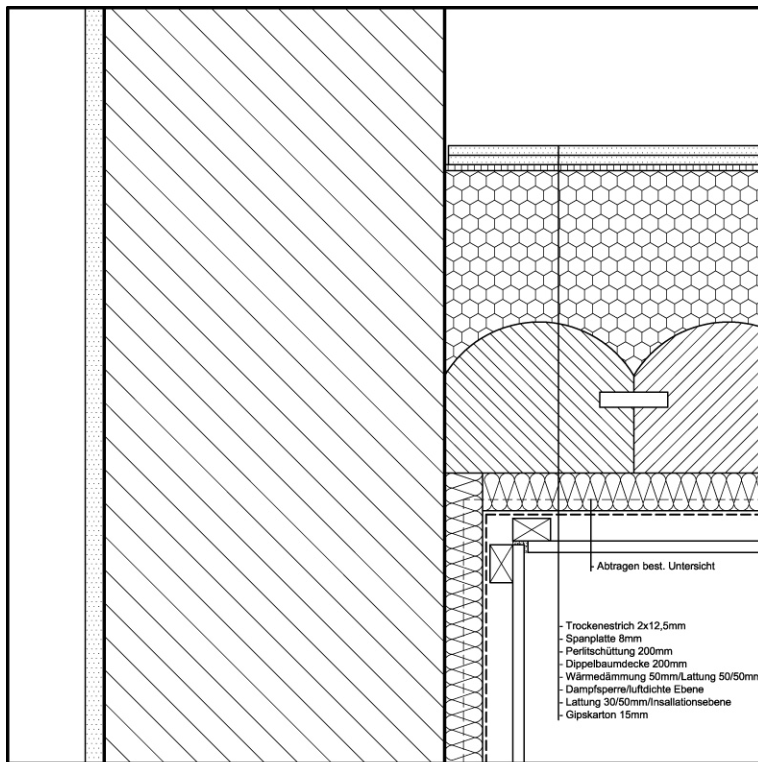 - Abtragen best. Untersicht
- Trockenestrich 2x12,5mm
- Spanplatte 8mm
- Perlitschüttung 200mm
- Dippelbaumdecke 200mm
- Wärmedämmung 50mm/Lattung 50/50mm
- Dampfsperre/luftdichte Ebene
- Lattung 30/50mm/Insallationsebene
- Gipskarton 15mm